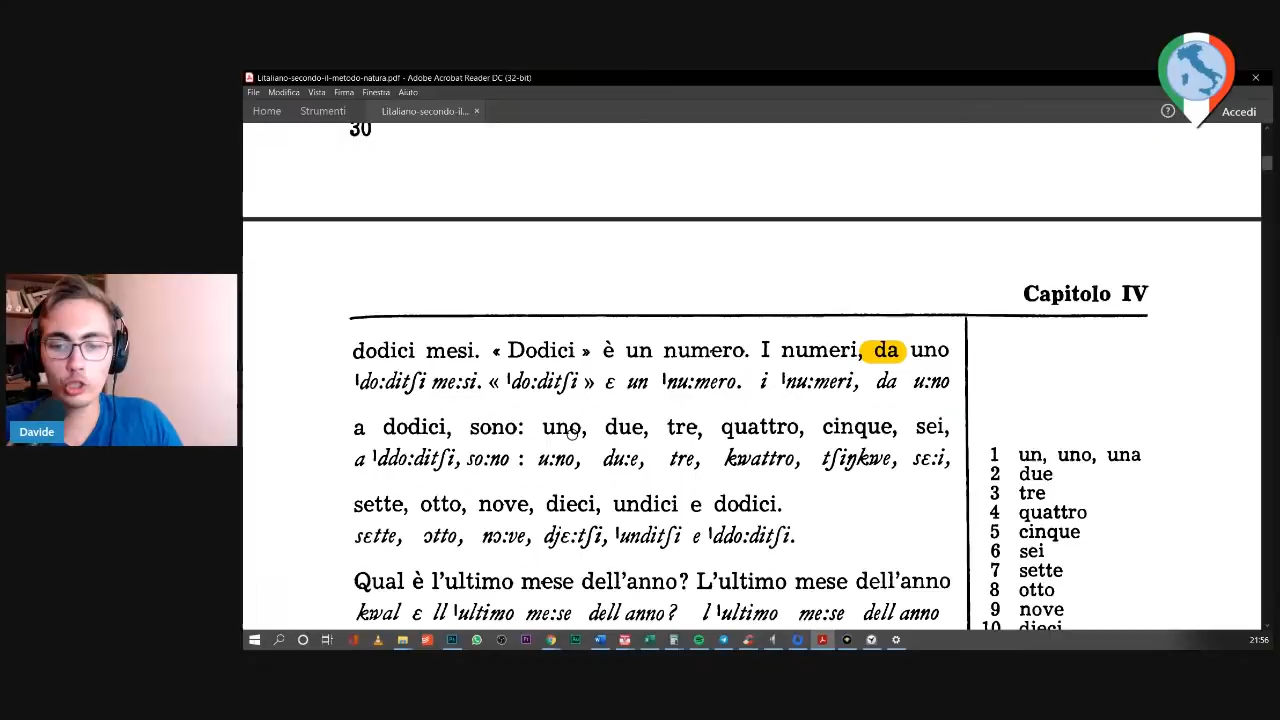 Litaliano-secondo-il-metodo-natura.pdf - Adobe Acrobat Reader DC (32-bit)
File Modifica Vista Firma Finestra Aiuto
Home Strumenti Litaliano-secondo-il... × Accedi
30
Capitolo IV
dodici mesi. « Dodici » è un numero. I numeri, da uno
ˈdo:ditʃi me:si. « ˈdo:ditʃi » ɛ un ˈnu:mero. i ˈnu:meri, da u:no
a dodici, sono: uno, due, tre, quattro, cinque, sei,
a ˈddo:ditʃi, so:no : u:no, du:e, tre, kwattro, tʃiŋkwe, sɛ:i,
sette, otto, nove, dieci, undici e dodici.
sɛtte, ɔtto, nɔ:ve, djɛ:tʃi, ˈunditʃi e ˈddo:ditʃi.
Qual è l'ultimo mese dell'anno? L'ultimo mese dell'anno
kwal ɛ ll ˈultimo me:se dell anno? l ˈultimo me:se dell anno
1 un, uno, una
2 due
3 tre
4 quattro
5 cinque
6 sei
7 sette
8 otto
9 nove
10 dieci
Davide
21:56